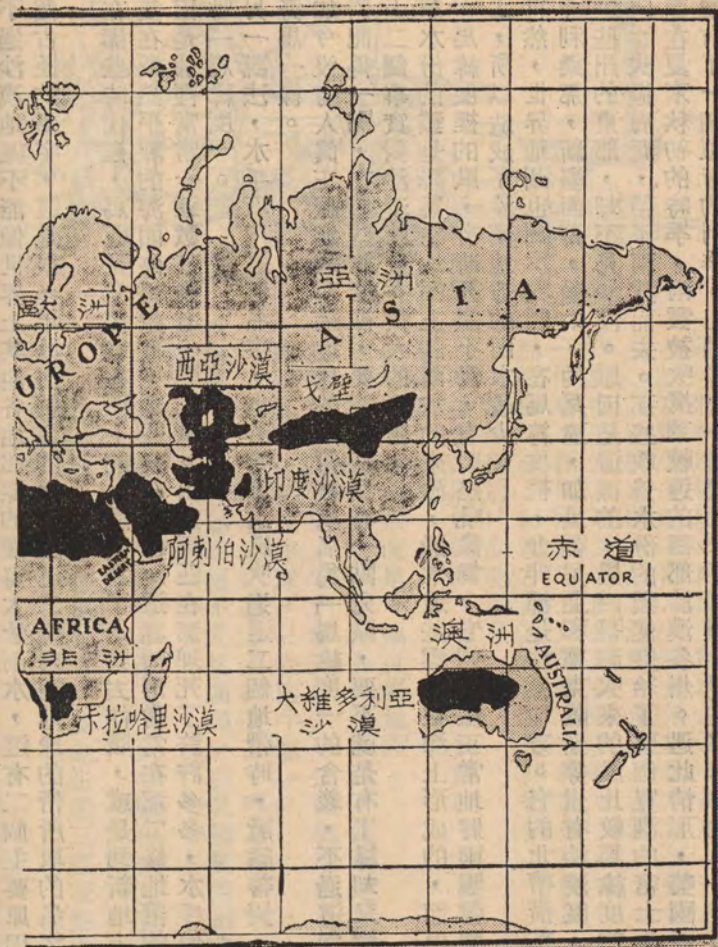 歐洲
EUROPE
亞洲
ASIA
西亞沙漠
戈壁
印度沙漠
阿剌伯沙漠
赤道
EQUATOR
AFRICA
非洲
卡拉哈里沙漠
澳洲
AUSTRALIA
大維多利亞
沙漠